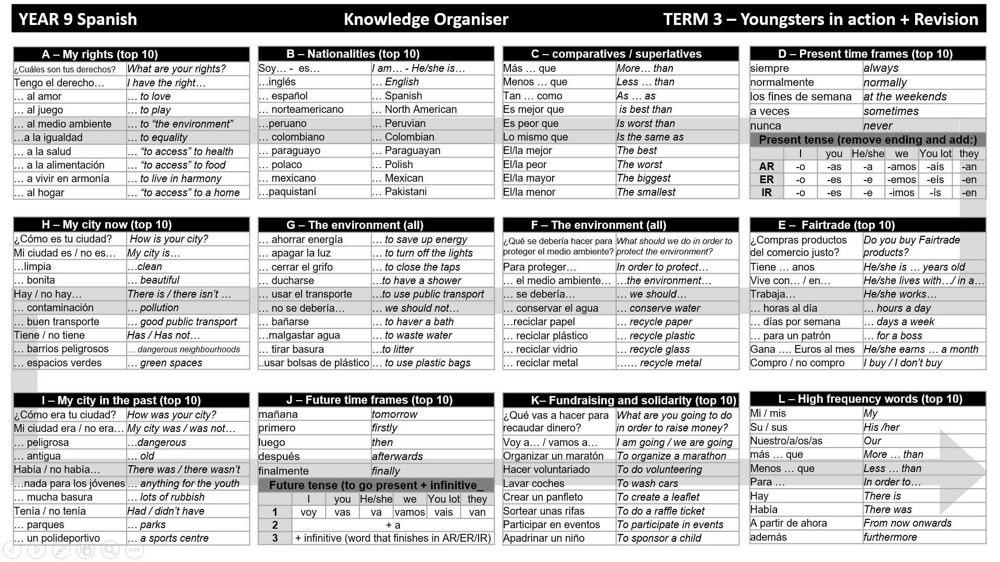 YEAR 9 Spanish Knowledge Organiser TERM 3 – Youngsters in action + Revision
A – My rights (top 10)
¿Cuáles son tus derechos? What are your rights?
Tengo el derecho… I have the right…
… al amor … to love
… al juego … to play
… al medio ambiente … to “the environment”
…a la igualdad … to equality
… a la salud … “to access” to health
… a la alimentación … “to access” to food
… a vivir en armonía … to live in harmony
… al hogar … “to access” to a home
B – Nationalities (top 10)
Soy… - es… I am… - He/she is…
…inglés … English
… español … Spanish
… norteamericano … North American
…peruano … Peruvian
… colombiano … Colombian
… paraguayo … Paraguayan
… polaco … Polish
… mexicano … Mexican
…paquistaní … Pakistani
C – comparatives / superlatives
Más … que More… than
Menos … que Less … than
Tan … como As … as
Es mejor que is best than
Es peor que Is worst than
Lo mismo que Is the same as
El/la mejor The best
El/la peor The worst
El/la mayor The biggest
El/la menor The smallest
D – Present time frames (top 10)
siempre always
normalmente normally
los fines de semana at the weekends
a veces sometimes
nunca never
Present tense (remove ending and add:)
I you He/she we You lot they
AR -o -as -a -amos -aís -an
ER -o -es -e -emos -eís -en
IR -o -es -e -imos -ís -en
H – My city now (top 10)
¿Cómo es tu ciudad? How is your city?
Mi ciudad es / no es… My city is…
…limpia …clean
… bonita … beautiful
Hay / no hay… There is / there isn’t …
… contaminación … pollution
… buen transporte … good public transport
Tiene / no tiene Has / Has not…
… barrios peligrosos … dangerous neighbourhoods
… espacios verdes … green spaces
G – The environment (all)
… ahorrar energía … to save up energy
… apagar la luz … to turn off the lights
… cerrar el grifo … to close the taps
… ducharse …to have a shower
… usar el transporte …to use public transport
… no se debería… … we should not…
… bañarse … to haver a bath
…malgastar agua … to waste water
… tirar basura …to litter
..usar bolsas de plástico … to use plastic bags
F – The environment (all)
¿Qué se debería hacer para What should we do in order to
proteger el medio ambiente? protect the environment?
Para proteger… In order to protect…
… el medio ambiente… …the environment…
… se debería… … we should…
… conservar el agua … conserve water
…reciclar papel … recycle paper
… reciclar plástico … recycle plastic
… reciclar vidrio … recycle glass
… reciclar metal …… recycle metal
E – Fairtrade (top 10)
¿Compras productos Do you buy Fairtrade
del comercio justo? products?
Tiene … anos He/she is … years old
Vive con… / en… He/she lives with…/ in a…
Trabaja… He/she works…
… horas al día … hours a day
… días por semana … days a week
… para un patrón … for a boss
Gana …. Euros al mes He/she earns … a month
Compro / no compro I buy / I don’t buy
I – My city in the past (top 10)
¿Cómo era tu ciudad? How was your city?
Mi ciudad era / no era… My city was / was not…
… peligrosa …dangerous
… antigua … old
Había / no había… There was / there wasn’t
…nada para los jóvenes … anything for the youth
… mucha basura … lots of rubbish
Tenía / no tenía Had / didn’t have
… parques … parks
… un polideportivo … a sports centre
J – Future time frames (top 10)
mañana tomorrow
primero firstly
luego then
después afterwards
finalmente finally
Future tense (to go present + infinitive_
I you He/she we You lot they
1 voy vas va vamos vais van
2 + a
3 + infinitive (word that finishes in AR/ER/IR)
K– Fundraising and solidarity (top 10)
¿Qué vas a hacer para What are you going to do
recaudar dinero? in order to raise money?
Voy a… / vamos a… I am going / we are going
Organizar un maratón To organize a marathon
Hacer voluntariado To do volunteering
Lavar coches To wash cars
Crear un panfleto To create a leaflet
Sortear unas rifas To do a raffle ticket
Participar en eventos To participate in events
Apadrinar un niño To sponsor a child
L – High frequency words (top 10)
Mi / mis My
Su / sus His /her
Nuestro/a/os/as Our
más … que More … than
Menos … que Less … than
Para … In order to…
Hay There is
Había There was
A partir de ahora From now onwards
además furthermore